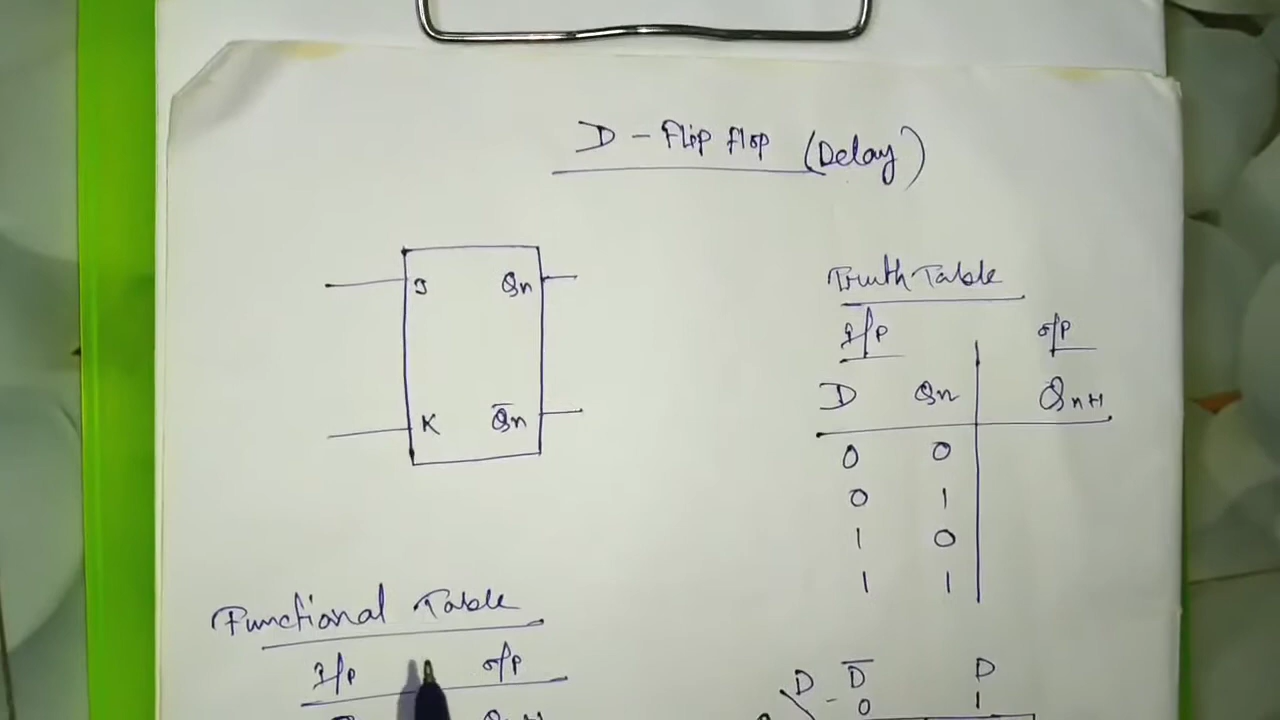 D - Flip flop (Delay)
J Qn
K Q̅n
Truth Table
I/p o/p
D Qn Qn+1
0 0
0 1
1 0
1 1
Functional Table
I/p o/p
D D̅ D
0 1